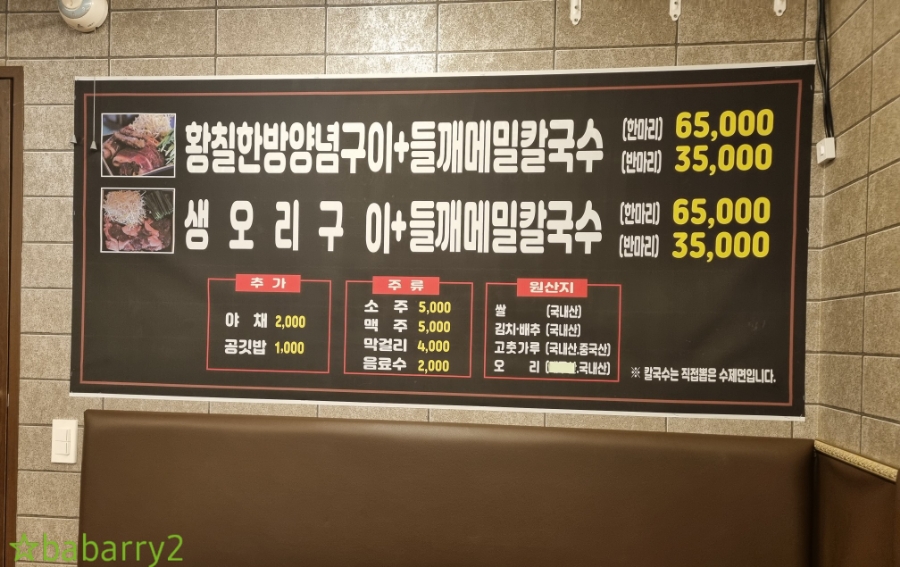 황칠한방양념구이+들깨메밀칼국수 (한마리) 65,000
(반마리) 35,000
생 오 리 구 이+들깨메밀칼국수 (한마리) 65,000
(반마리) 35,000
추 가
야 채 2,000
공깃밥 1,000
주 류
소 주 5,000
맥 주 5,000
막걸리 4,000
음료수 2,000
원산지
쌀 (국내산)
김치·배추 (국내산)
고춧가루 (국내산,중국산)
오 리 ( ,국내산)
※ 칼국수는 직접뽑은 수제면입니다.
☆babarry2